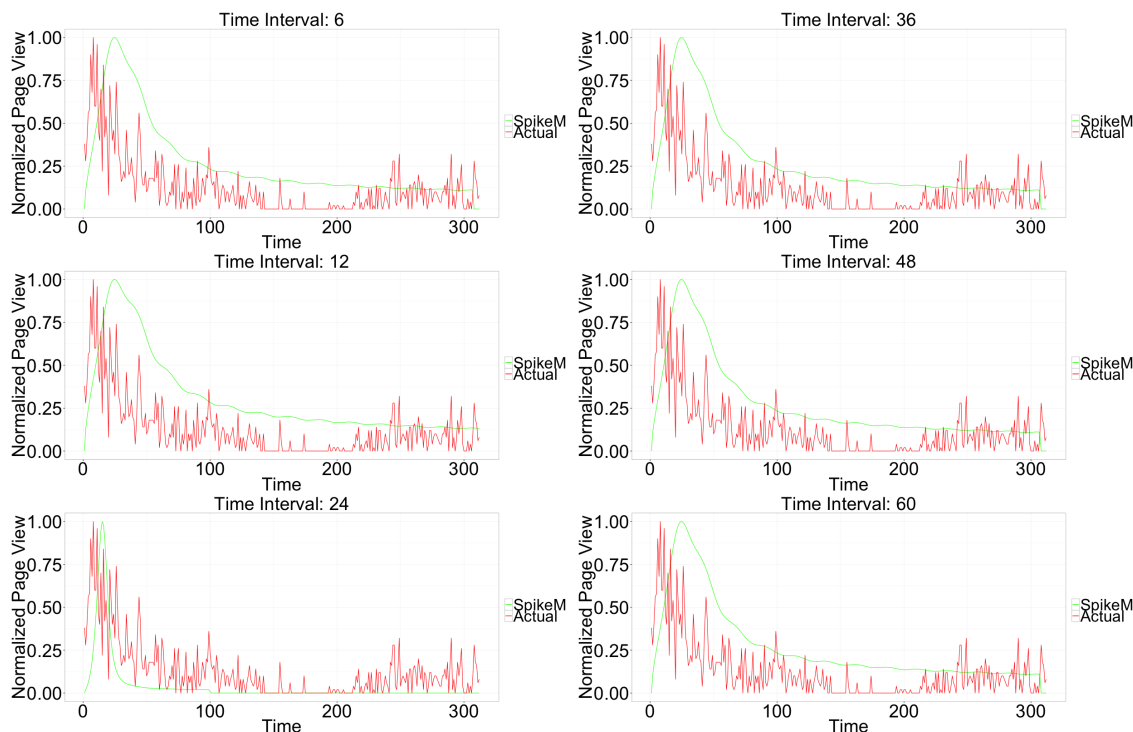 Time Interval: 6
Normalized Page View
1.00
0.75
0.50
0.25
0.00
0
100
200
300
Time
SpikeM
Actual
Time Interval: 36
Normalized Page View
1.00
0.75
0.50
0.25
0.00
0
100
200
300
Time
SpikeM
Actual
Time Interval: 12
Normalized Page View
1.00
0.75
0.50
0.25
0.00
0
100
200
300
Time
SpikeM
Actual
Time Interval: 48
Normalized Page View
1.00
0.75
0.50
0.25
0.00
0
100
200
300
Time
SpikeM
Actual
Time Interval: 24
Normalized Page View
1.00
0.75
0.50
0.25
0.00
0
100
200
300
Time
SpikeM
Actual
Time Interval: 60
Normalized Page View
1.00
0.75
0.50
0.25
0.00
0
100
200
300
Time
SpikeM
Actual